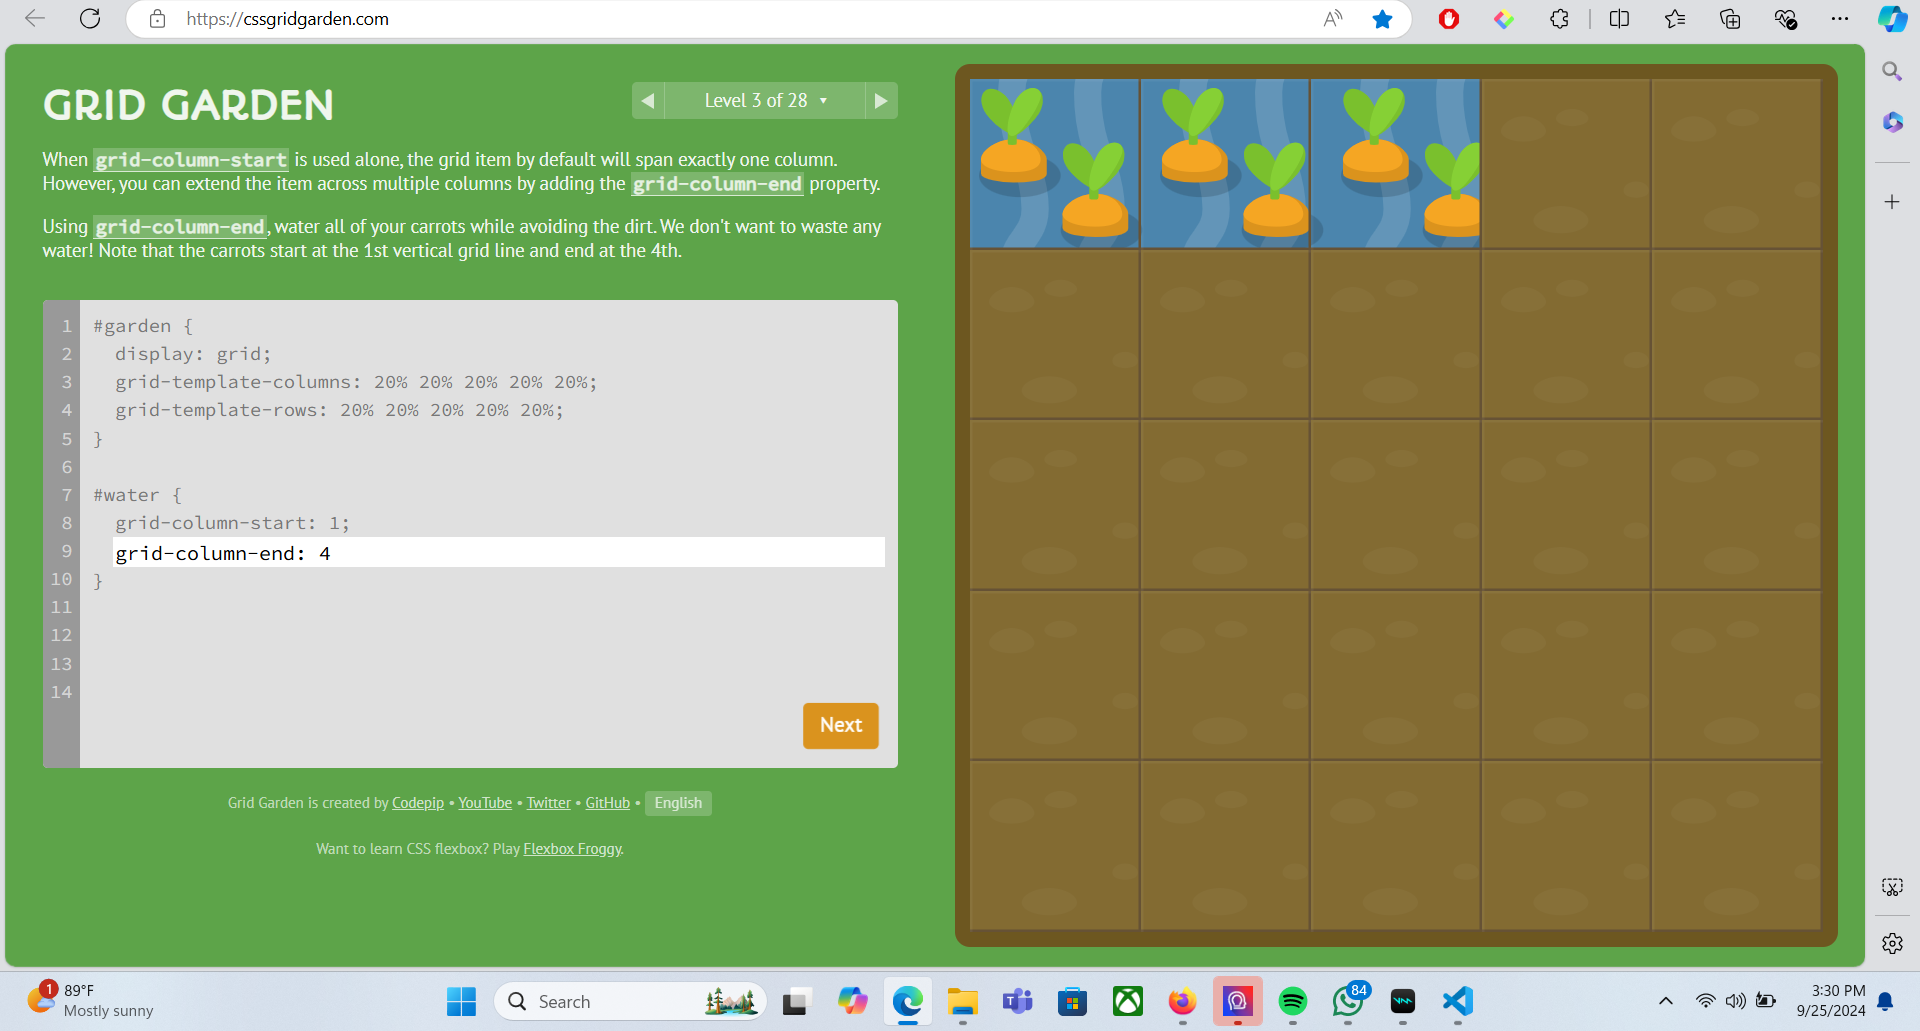 https://cssgridgarden.com
GRID GARDEN
Level 3 of 28
When grid-column-start is used alone, the grid item by default will span exactly one column.
However, you can extend the item across multiple columns by adding the grid-column-end property.
Using grid-column-end, water all of your carrots while avoiding the dirt. We don't want to waste any
water! Note that the carrots start at the 1st vertical grid line and end at the 4th.
1 #garden {
2 display: grid;
3 grid-template-columns: 20% 20% 20% 20% 20%;
4 grid-template-rows: 20% 20% 20% 20% 20%;
5 }
6
7 #water {
8 grid-column-start: 1;
9 grid-column-end: 4
10 }
11
12
13
14
Next
Grid Garden is created by Codepip • YouTube • Twitter • GitHub • English
Want to learn CSS flexbox? Play Flexbox Froggy.
1
89°F
Mostly sunny
Search
84
3:30 PM
9/25/2024